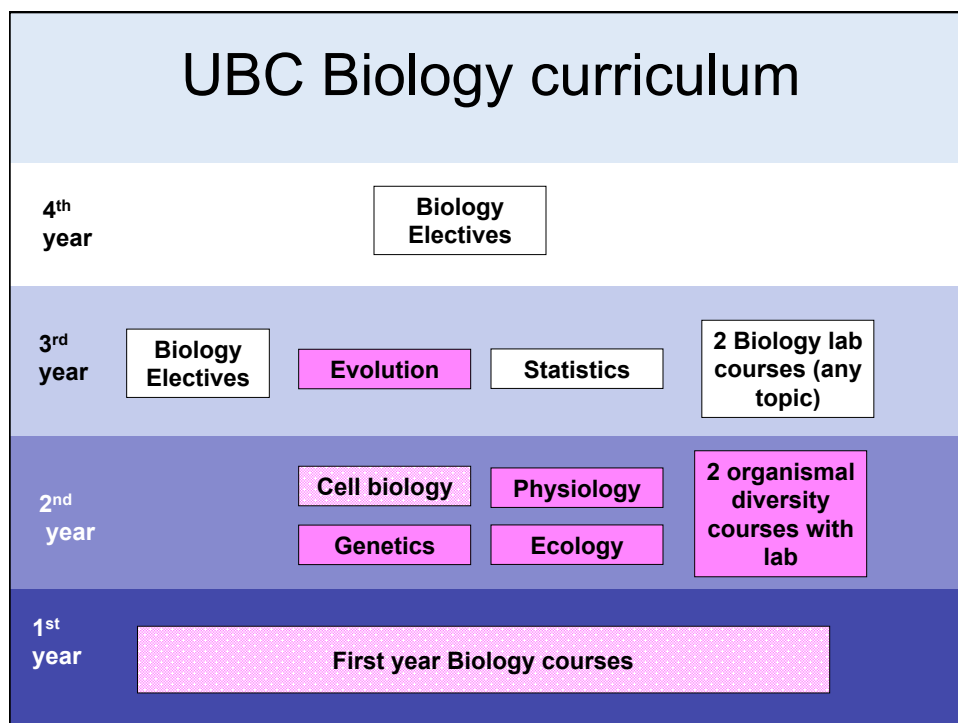 UBC Biology curriculum
4th
year
Biology
Electives
3rd
year
Biology
Electives
Evolution
Statistics
2 Biology lab
courses (any
topic)
2nd
year
Cell biology
Physiology
Genetics
Ecology
2 organismal
diversity
courses with
lab
1st
year
First year Biology courses